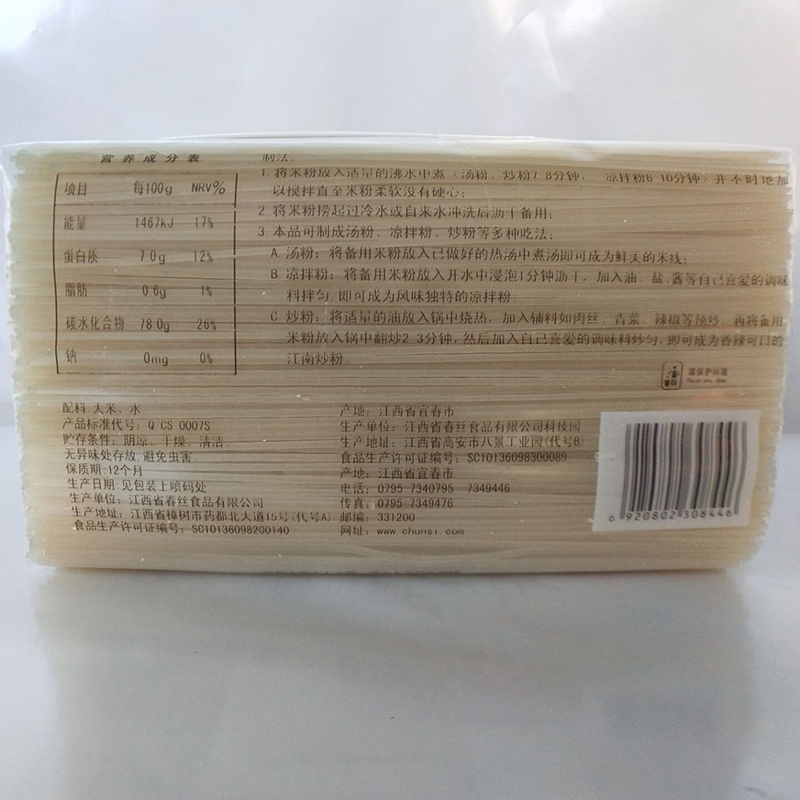 营养成分表
项目 每100g NRV%
能量 1467kJ 17%
蛋白质 7.0g 12%
脂肪 0.6g 1%
碳水化合物 78.0g 26%
钠 0mg 0%
制法：
1 将米粉放入适量的沸水中煮（汤粉、炒粉7-8分钟、凉拌粉8-10分钟）并不时地加
以搅拌直至米粉柔软没有硬心；
2 将米粉捞起过冷水或自来水冲洗后沥干备用；
3 本品可制成汤粉、凉拌粉、炒粉等多种吃法；
A 汤粉：将备用米粉放入已做好的热汤中煮汤即可成为鲜美的米线；
B 凉拌粉：将备用米粉放入开水中浸泡1分钟沥干，加入油、盐、酱等自己喜爱的调味
料拌匀，即可成为风味独特的凉拌粉。
C 炒粉：将适量的油放入锅中烧热，加入辅料如肉丝、青菜、辣椒等预炒，再将备用
米粉放入锅中翻炒2-3分钟，然后加入自己喜爱的调味料炒匀，即可成为香辣可口的
江南炒粉。
请保护环境
配料：大米、水
产品标准代号：Q/CS 0007S
贮存条件：阴凉、干燥、清洁、
无异味处存放，避免虫害
保质期：12个月
生产日期：见包装上喷码处
生产单位：江西省春丝食品有限公司
生产地址：江西省樟树市药都北大道15号（代号A）
食品生产许可证编号：SC10136098200140
产地：江西省宜春市
生产单位：江西省春丝食品有限公司科技园
生产地址：江西省高安市八景工业园（代号B）
食品生产许可证编号：SC10136098300089
产地：江西省宜春市
电话：0795-7340795 7349446
传真：0795-7349476
邮编：331200
网址：www.chunsi.com
6 920802 308446